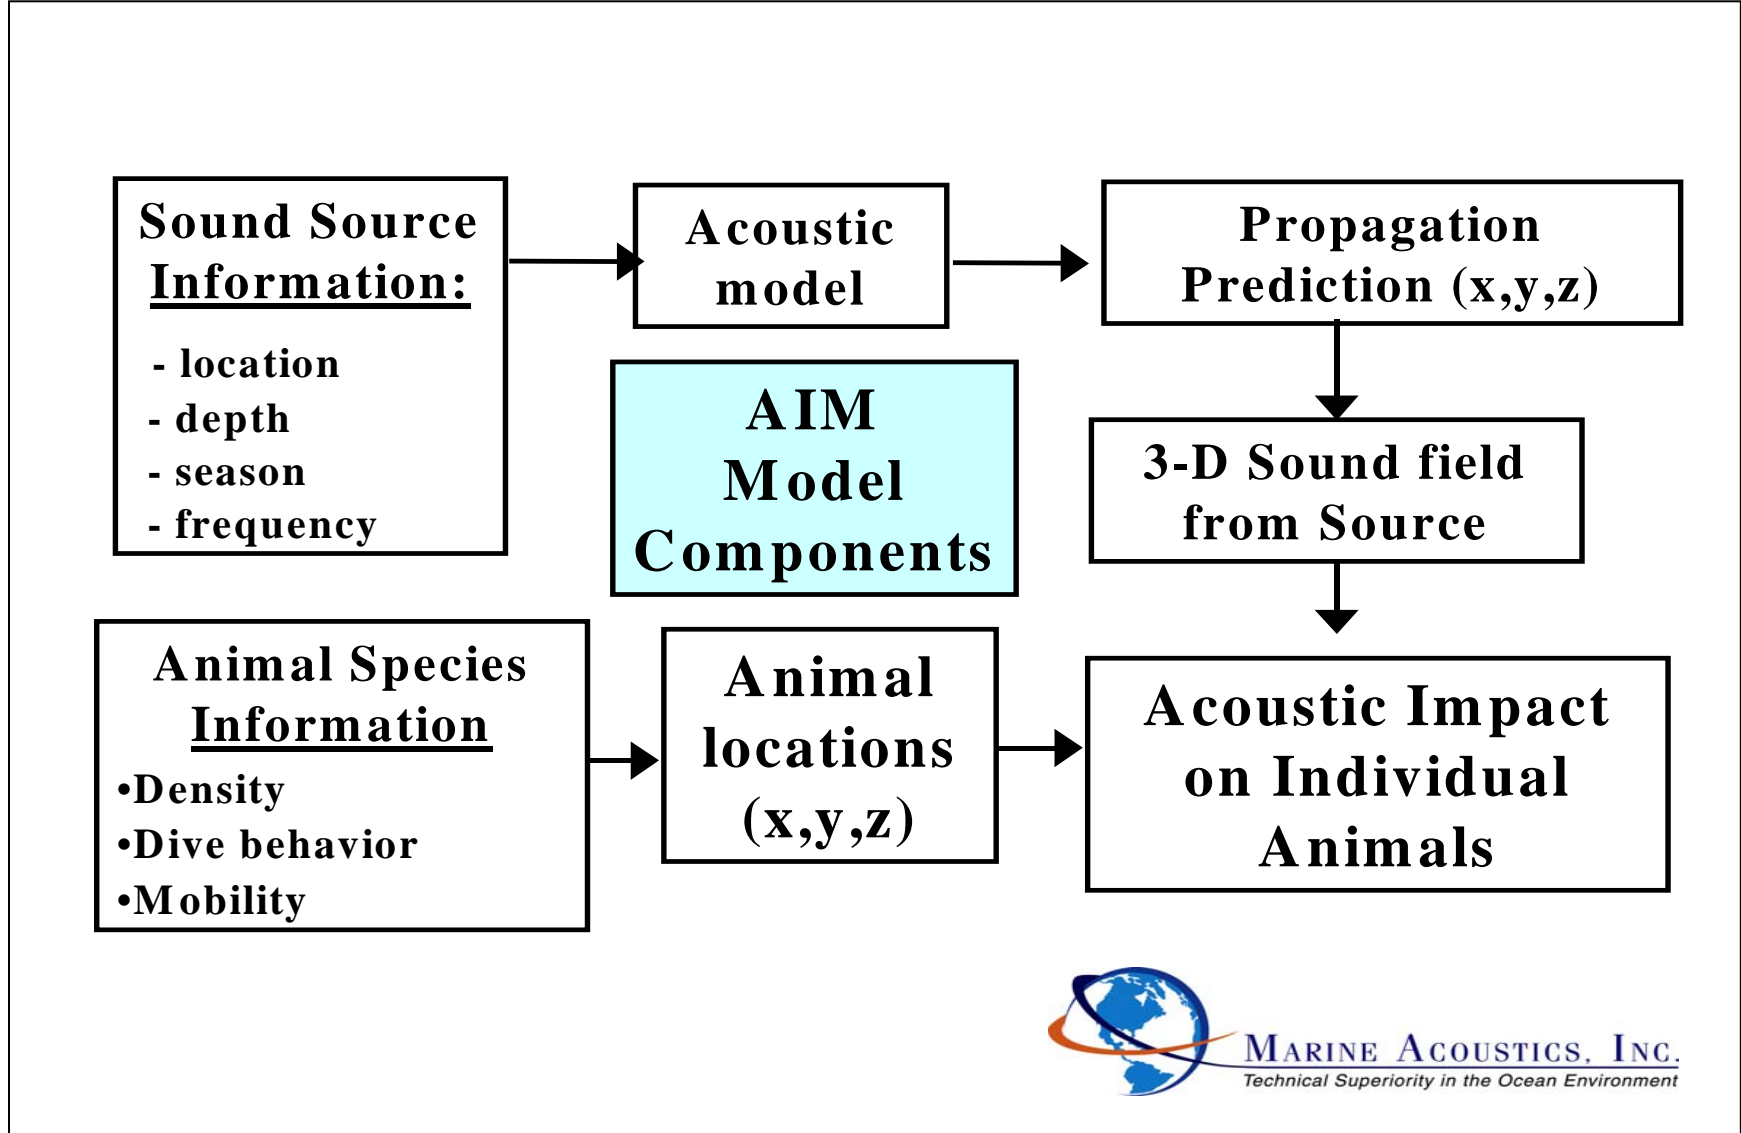 Sound Source
Information:
- location
- depth
- season
- frequency
Acoustic
model
Propagation
Prediction (x,y,z)
AIM
Model
Components
3-D Sound field
from Source
Animal Species
Information
•Density
•Dive behavior
•Mobility
Animal
locations
(x,y,z)
Acoustic Impact
on Individual
Animals
MARINE ACOUSTICS, INC.
Technical Superiority in the Ocean Environment